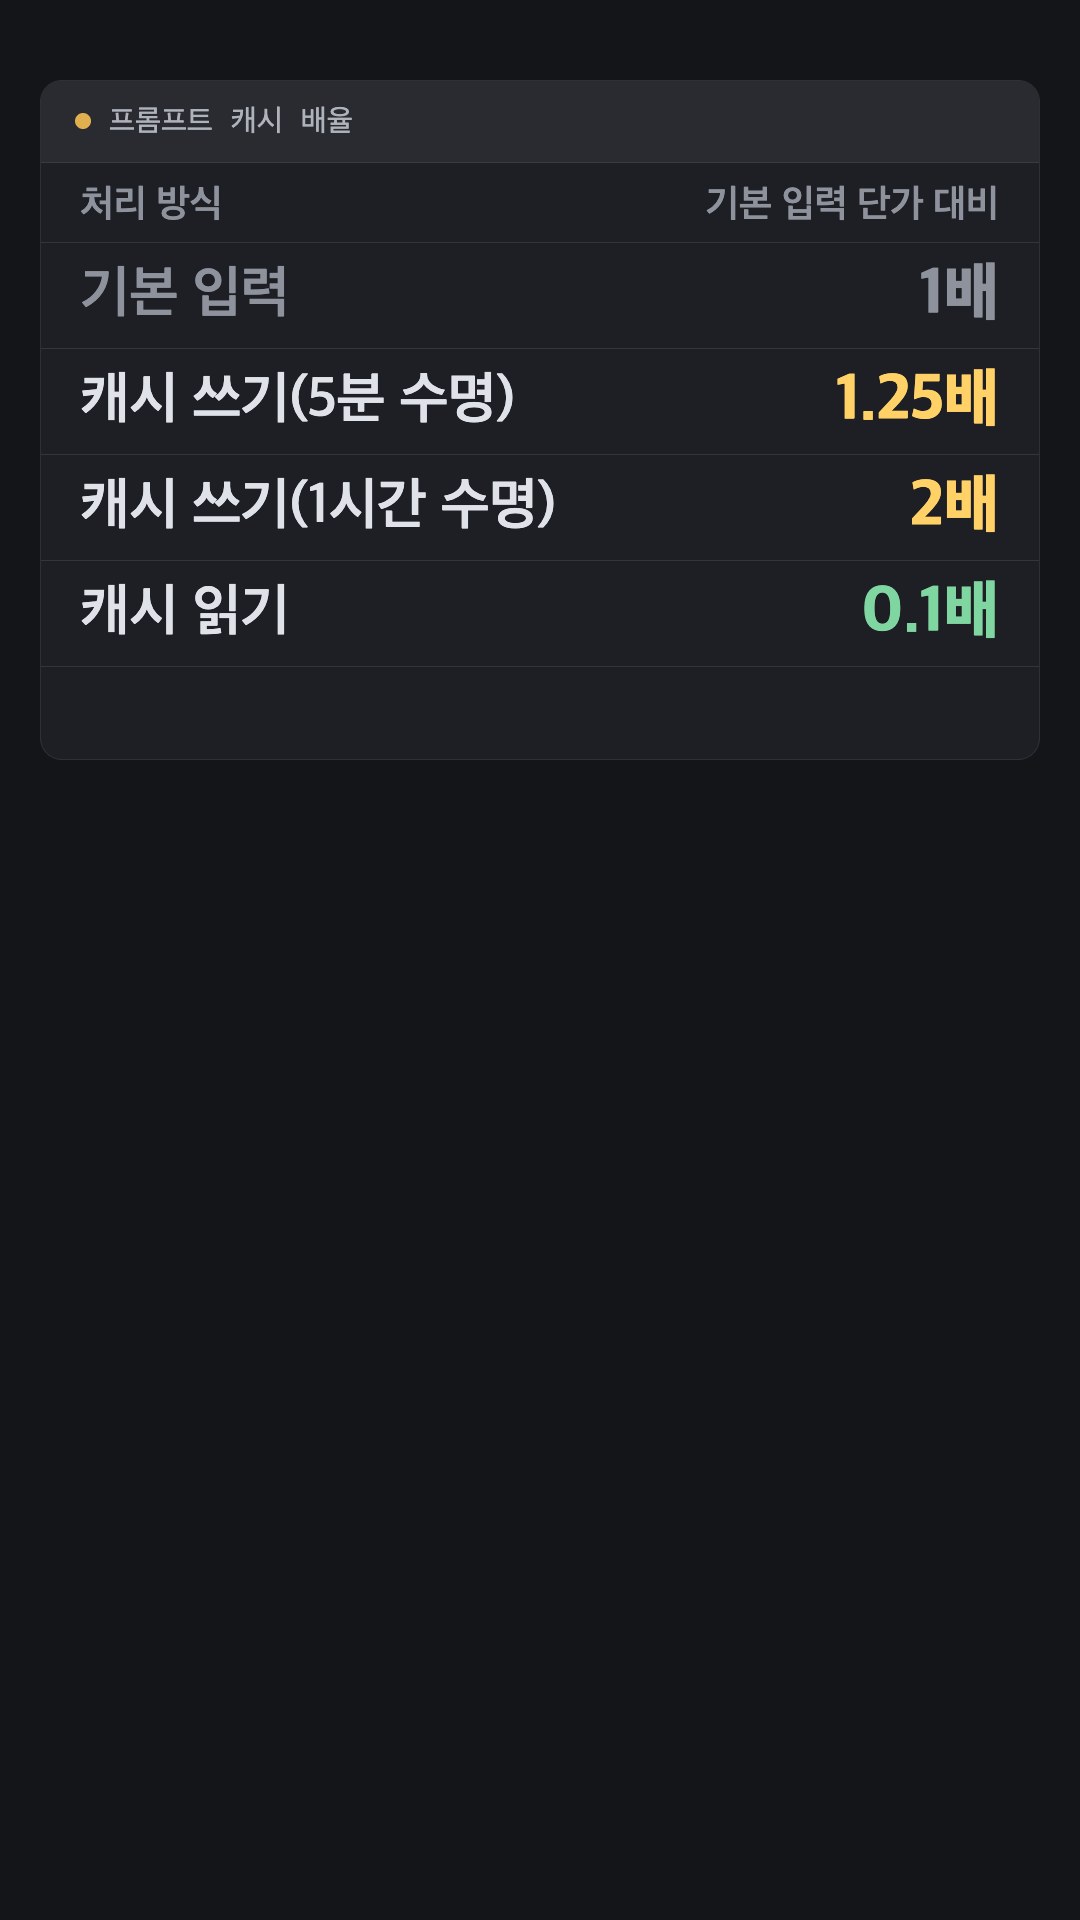 프롬프트 캐시 배율
처리 방식 기본 입력 단가 대비
기본 입력 1배
캐시 쓰기(5분 수명) 1.25배
캐시 쓰기(1시간 수명) 2배
캐시 읽기 0.1배